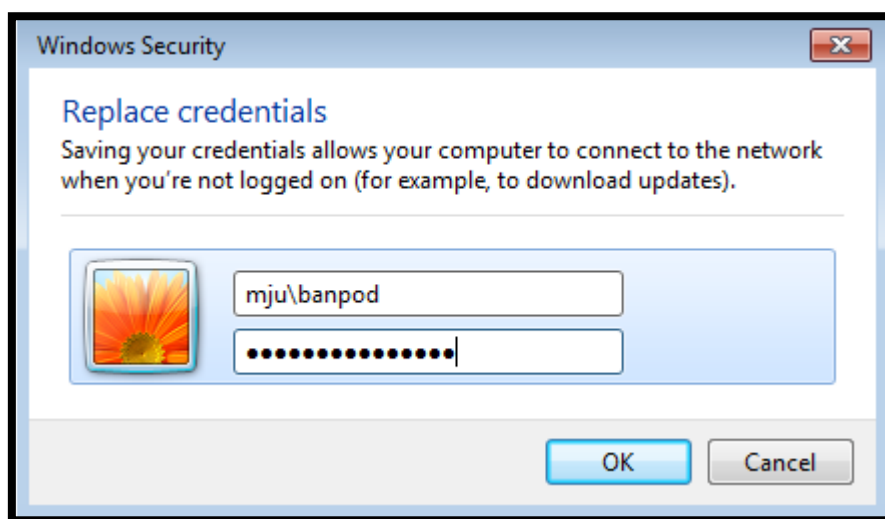 Windows Security
Replace credentials
Saving your credentials allows your computer to connect to the network
when you're not logged on (for example, to download updates).
mju\banpod
●●●●●●●●●●●●●●●
OK
Cancel